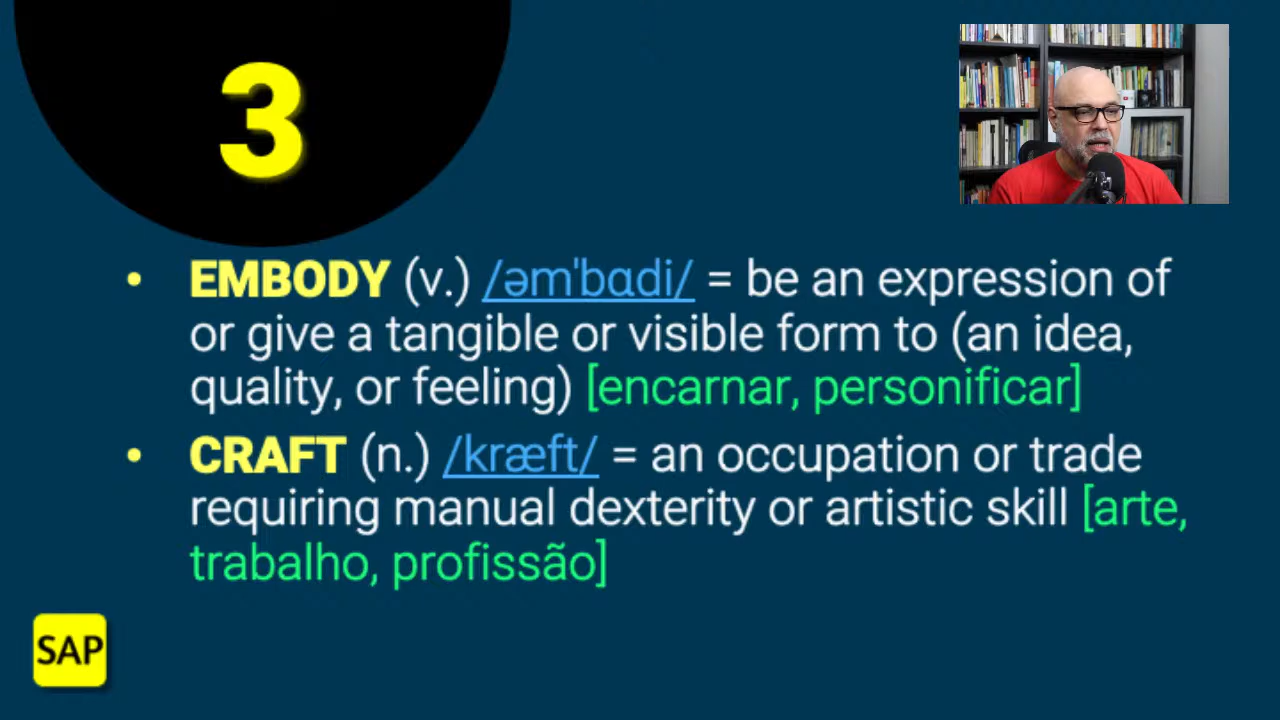 3
• EMBODY (v.) /əmˈbɑdi/ = be an expression of
or give a tangible or visible form to (an idea,
quality, or feeling) [encarnar, personificar]
• CRAFT (n.) /kræft/ = an occupation or trade
requiring manual dexterity or artistic skill [arte,
trabalho, profissão]
SAP